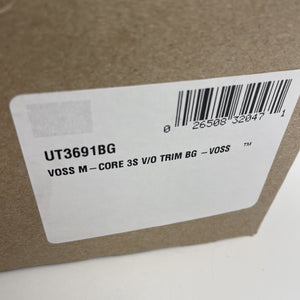 0 26508 32047 1
UT3691BG
VOSS M-CORE 3S V/O TRIM BG -VOSS ™